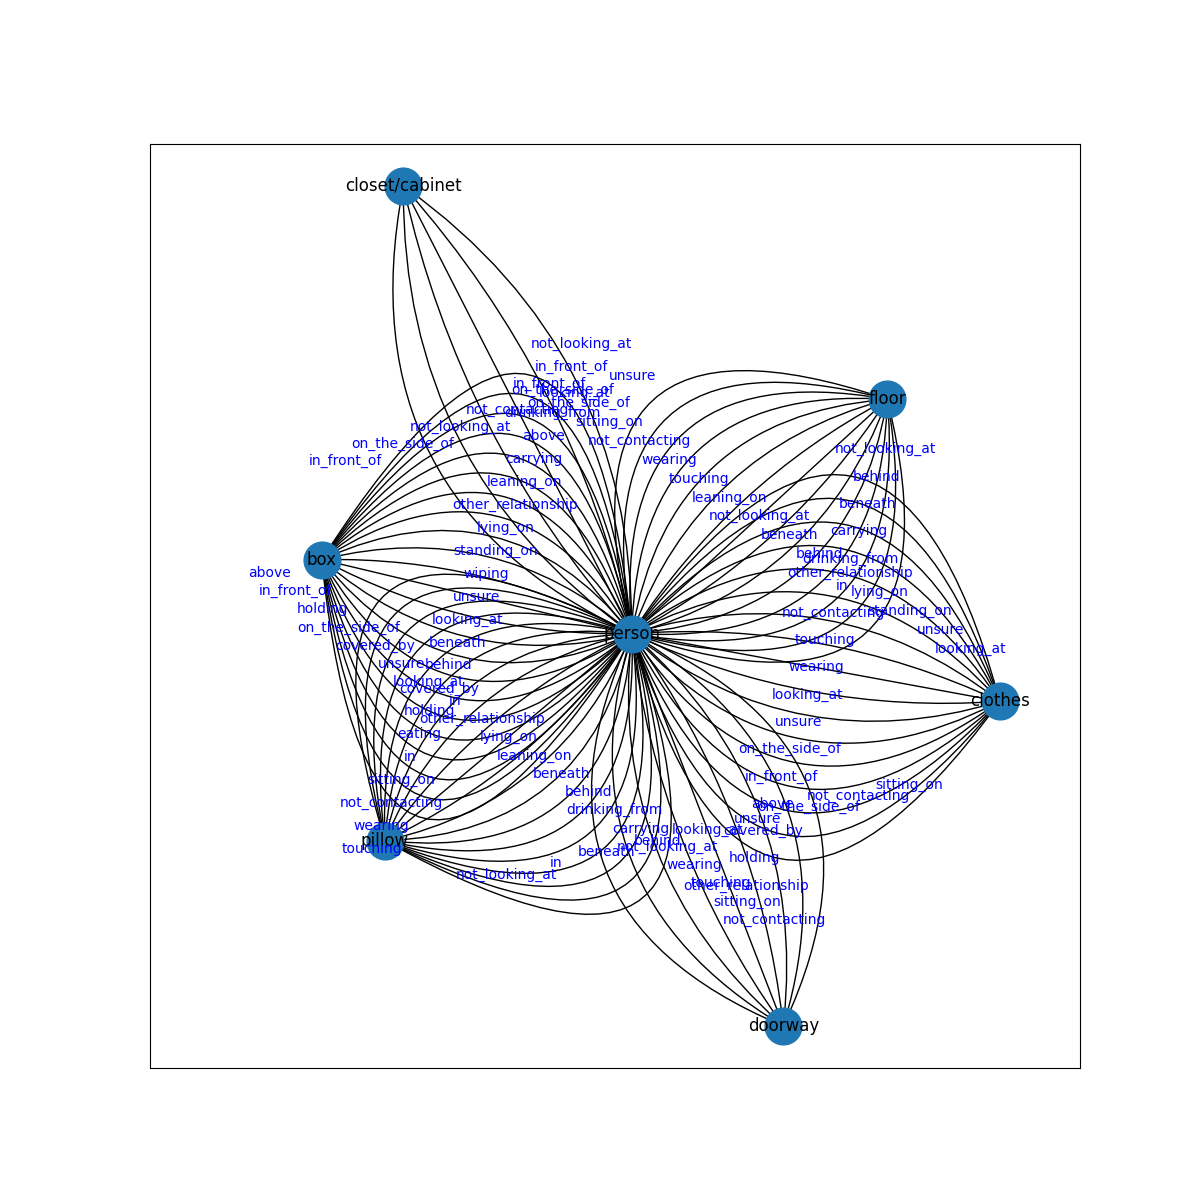 closet/cabinet
not_looking_at
in_front_of
unsure
in_front_of
on_the_side_of
looking_at
on_the_side_of
not_contacting
drinking_from
sitting_on
floor
not_looking_at
above
not_contacting
on_the_side_of
in_front_of
carrying
wearing
not_looking_at
leaning_on
touching
behind
other_relationship
leaning_on
beneath
lying_on
not_looking_at
carrying
standing_on
beneath
behind
drinking_from
box
above
wiping
other_relationship
in_front_of
unsure
in
lying_on
holding
looking_at
not_contacting
standing_on
on_the_side_of
person
unsure
covered_by
beneath
touching
looking_at
unsure
behind
wearing
looking_at
covered_by
in
looking_at
clothes
holding
other_relationship
unsure
eating
lying_on
on_the_side_of
in
leaning_on
sitting_on
beneath
in_front_of
sitting_on
not_contacting
behind
above
not_contacting
on_the_side_of
drinking_from
unsure
wearing
carrying
looking_at
covered_by
pillow
touching
behind
not_looking_at
beneath
holding
in
wearing
not_looking_at
touching
other_relationship
sitting_on
not_contacting
doorway